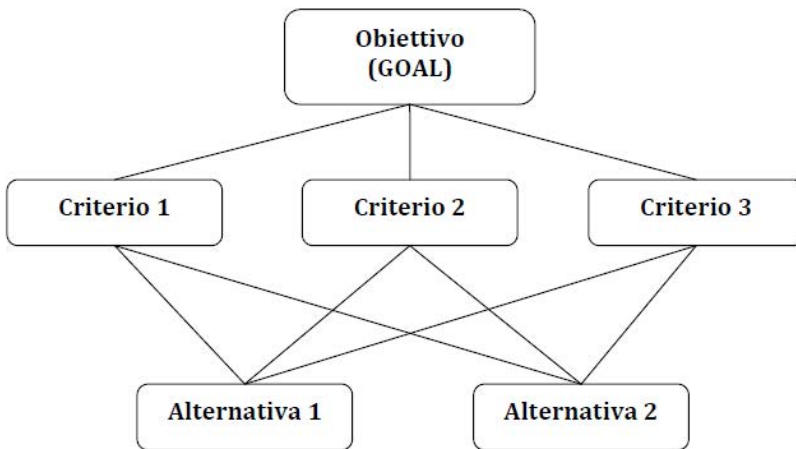 Obiettivo
(GOAL)
Criterio 1
Criterio 2
Criterio 3
Alternativa 1
Alternativa 2